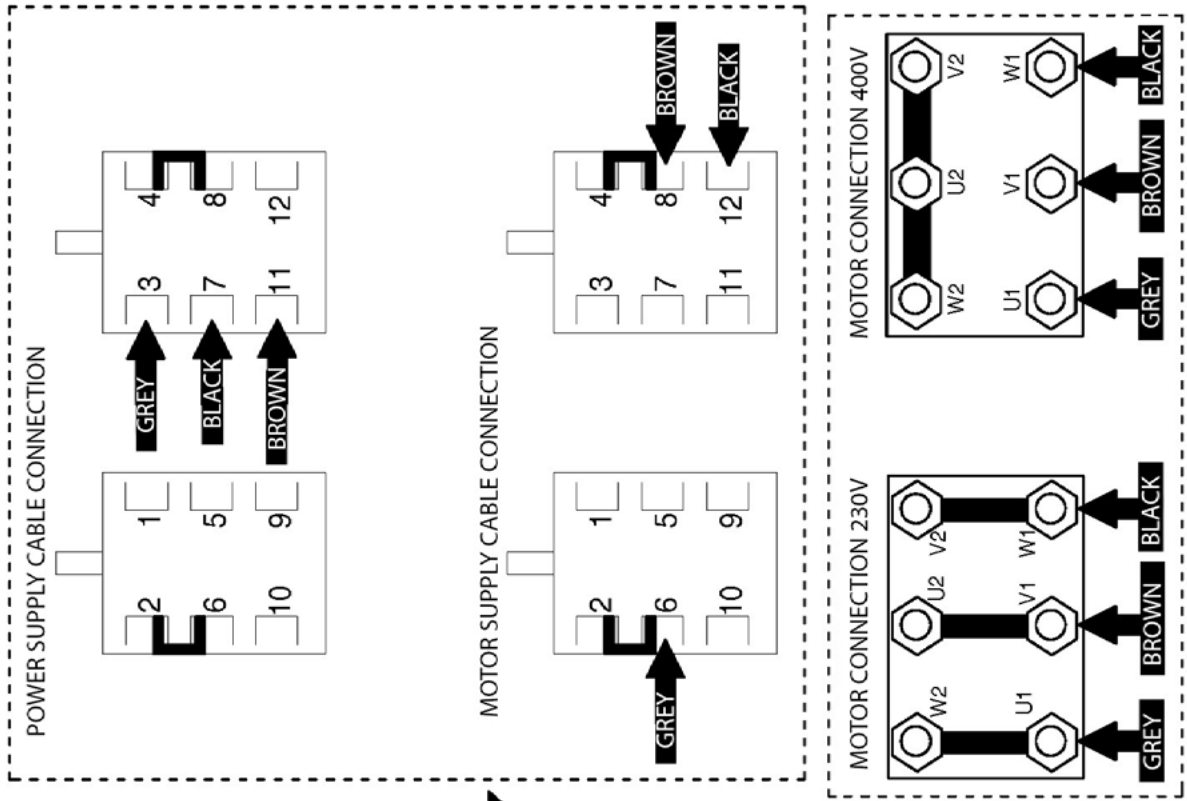 POWER SUPPLY CABLE CONNECTION
2 1 GREY 3 4
6 5 BLACK 7 8
10 9 BROWN 11 12
MOTOR SUPPLY CABLE CONNECTION
2 1 3 4
GREY 6 5 7 8 BROWN
10 9 11 12 BLACK
MOTOR CONNECTION 230V
W2 U2 V2
U1 V1 W1
GREY BROWN BLACK
MOTOR CONNECTION 400V
W2 U2 V2
U1 V1 W1
GREY BROWN BLACK